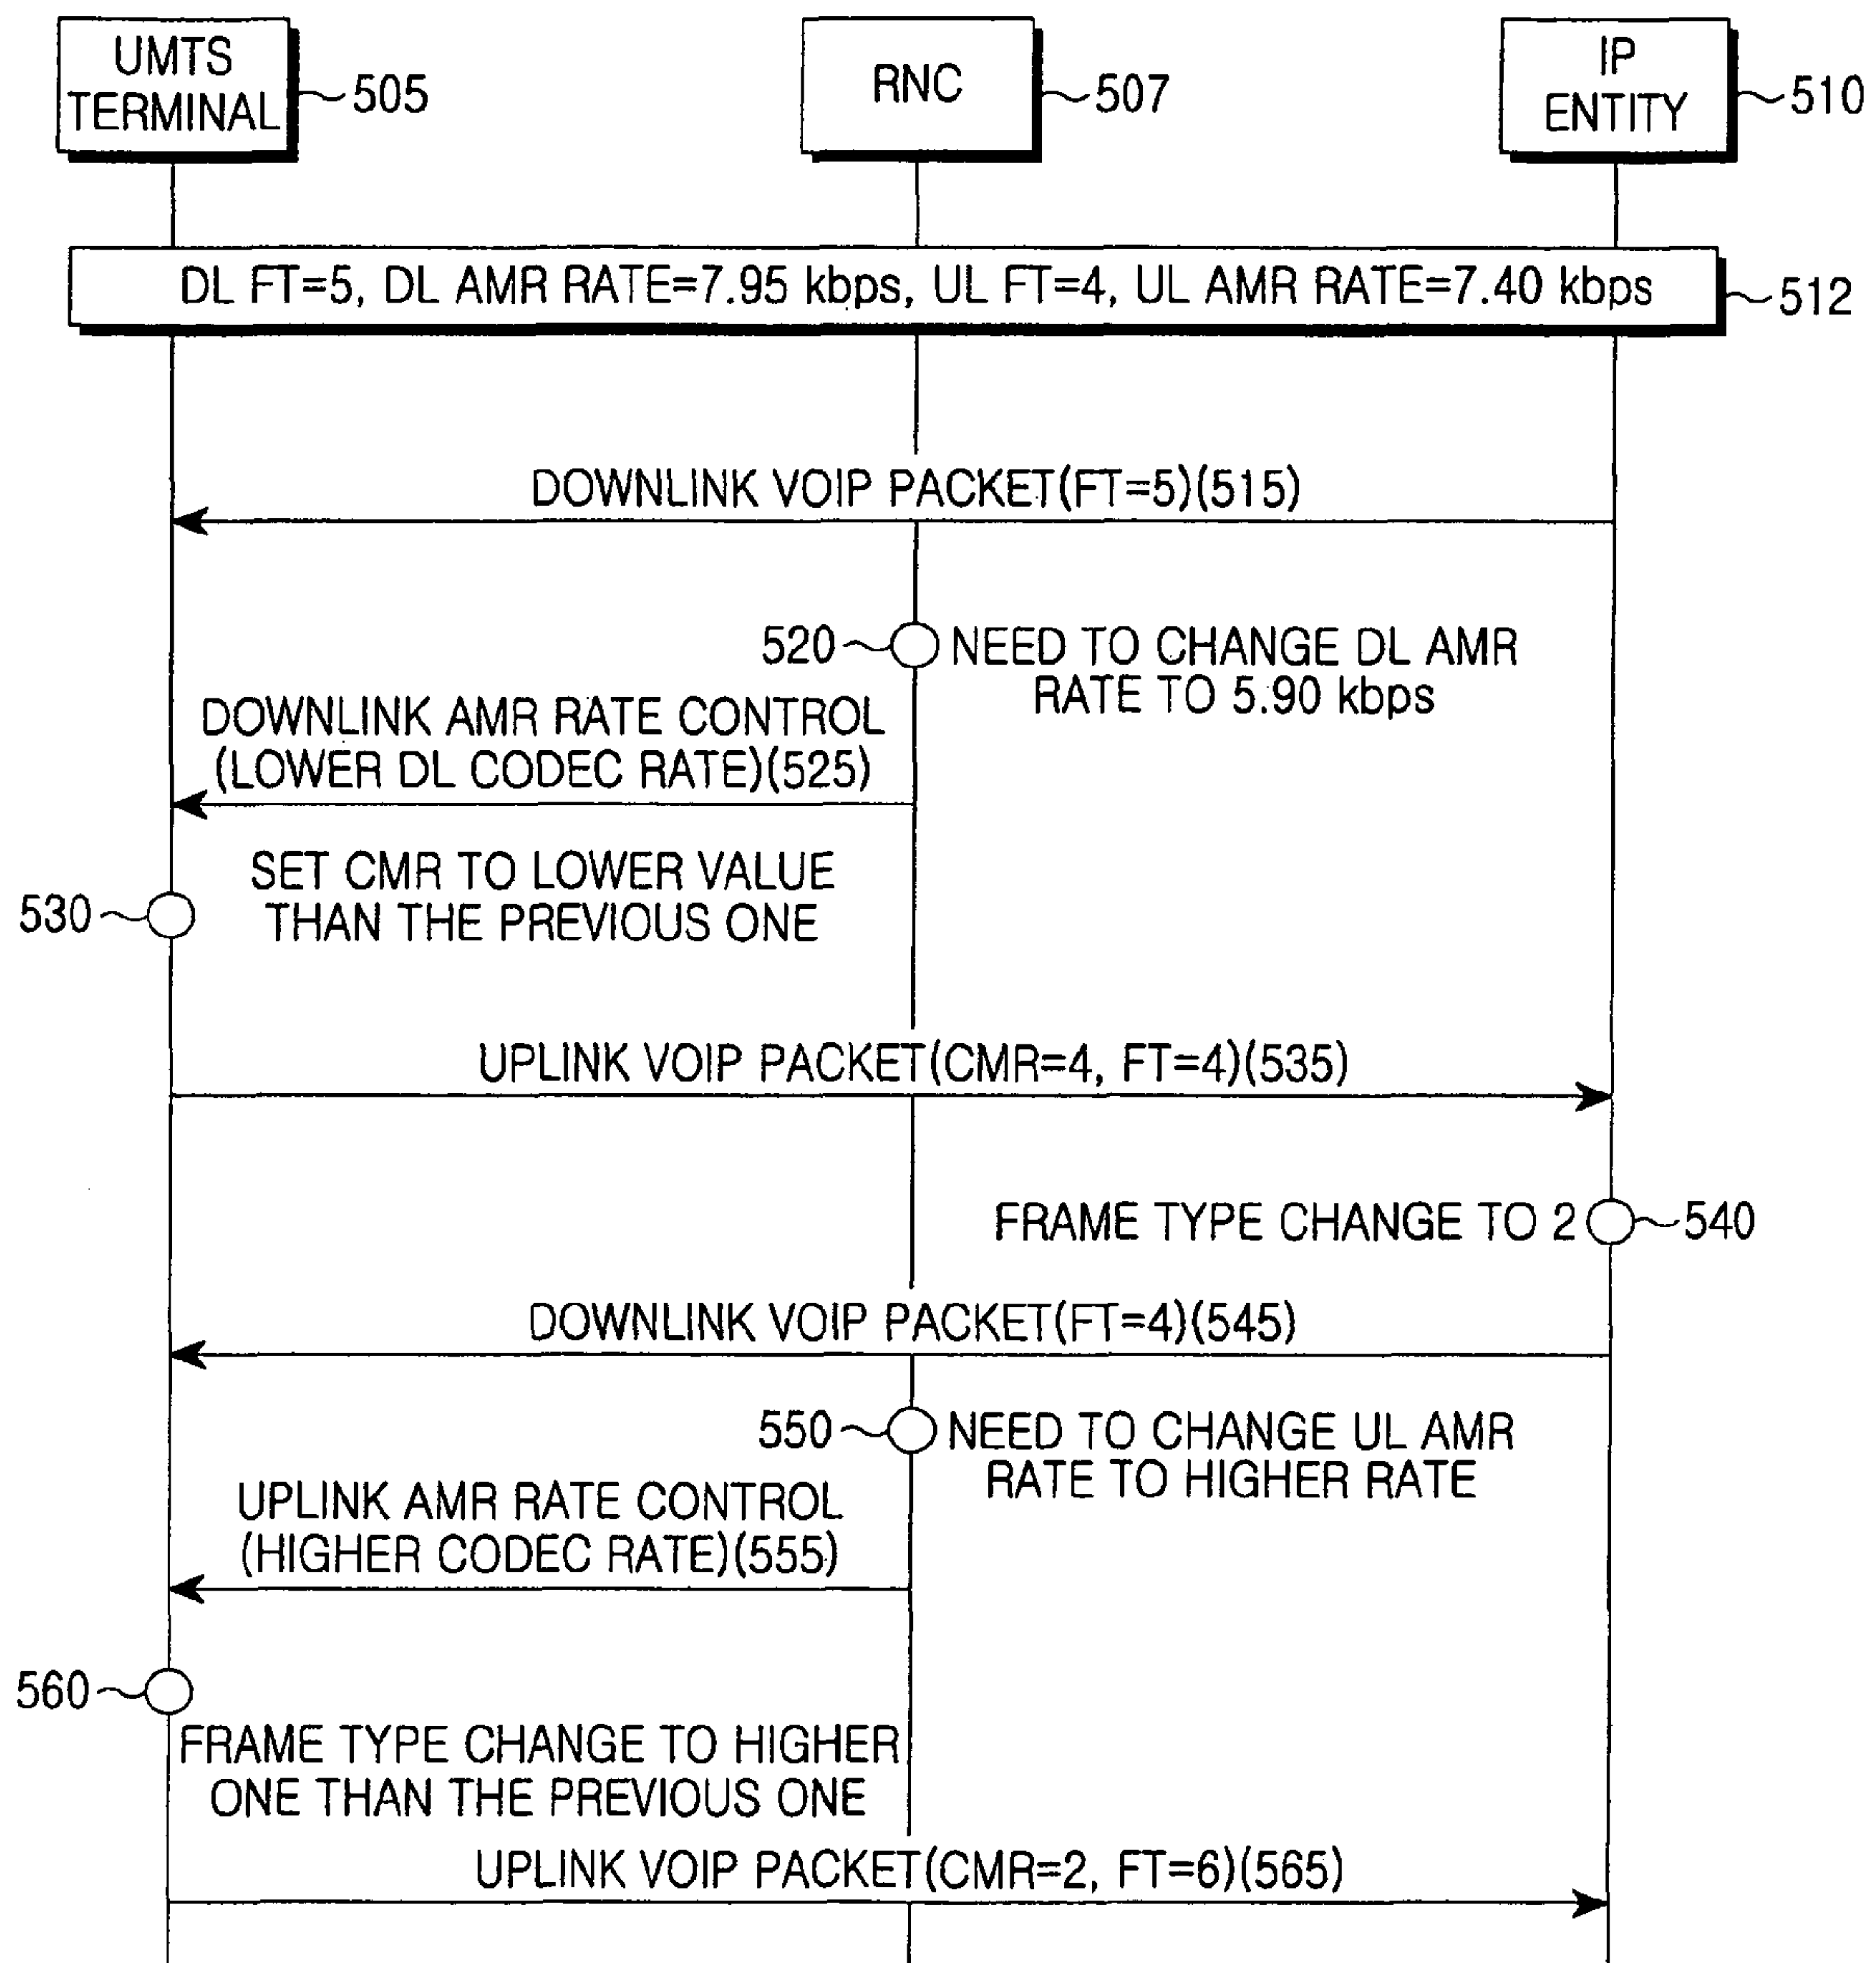 UMTS
TERMINAL
505
RNC
507
IP
ENTITY
510
DL FT=5, DL AMR RATE=7.95 kbps, UL FT=4, UL AMR RATE=7.40 kbps
512
DOWNLINK VOIP PACKET(FT=5)(515)
520
NEED TO CHANGE DL AMR
RATE TO 5.90 kbps
DOWNLINK AMR RATE CONTROL
(LOWER DL CODEC RATE)(525)
530
SET CMR TO LOWER VALUE
THAN THE PREVIOUS ONE
UPLINK VOIP PACKET(CMR=4, FT=4)(535)
FRAME TYPE CHANGE TO 2
540
DOWNLINK VOIP PACKET(FT=4)(545)
550
NEED TO CHANGE UL AMR
RATE TO HIGHER RATE
UPLINK AMR RATE CONTROL
(HIGHER CODEC RATE)(555)
560
FRAME TYPE CHANGE TO HIGHER
ONE THAN THE PREVIOUS ONE
UPLINK VOIP PACKET(CMR=2, FT=6)(565)